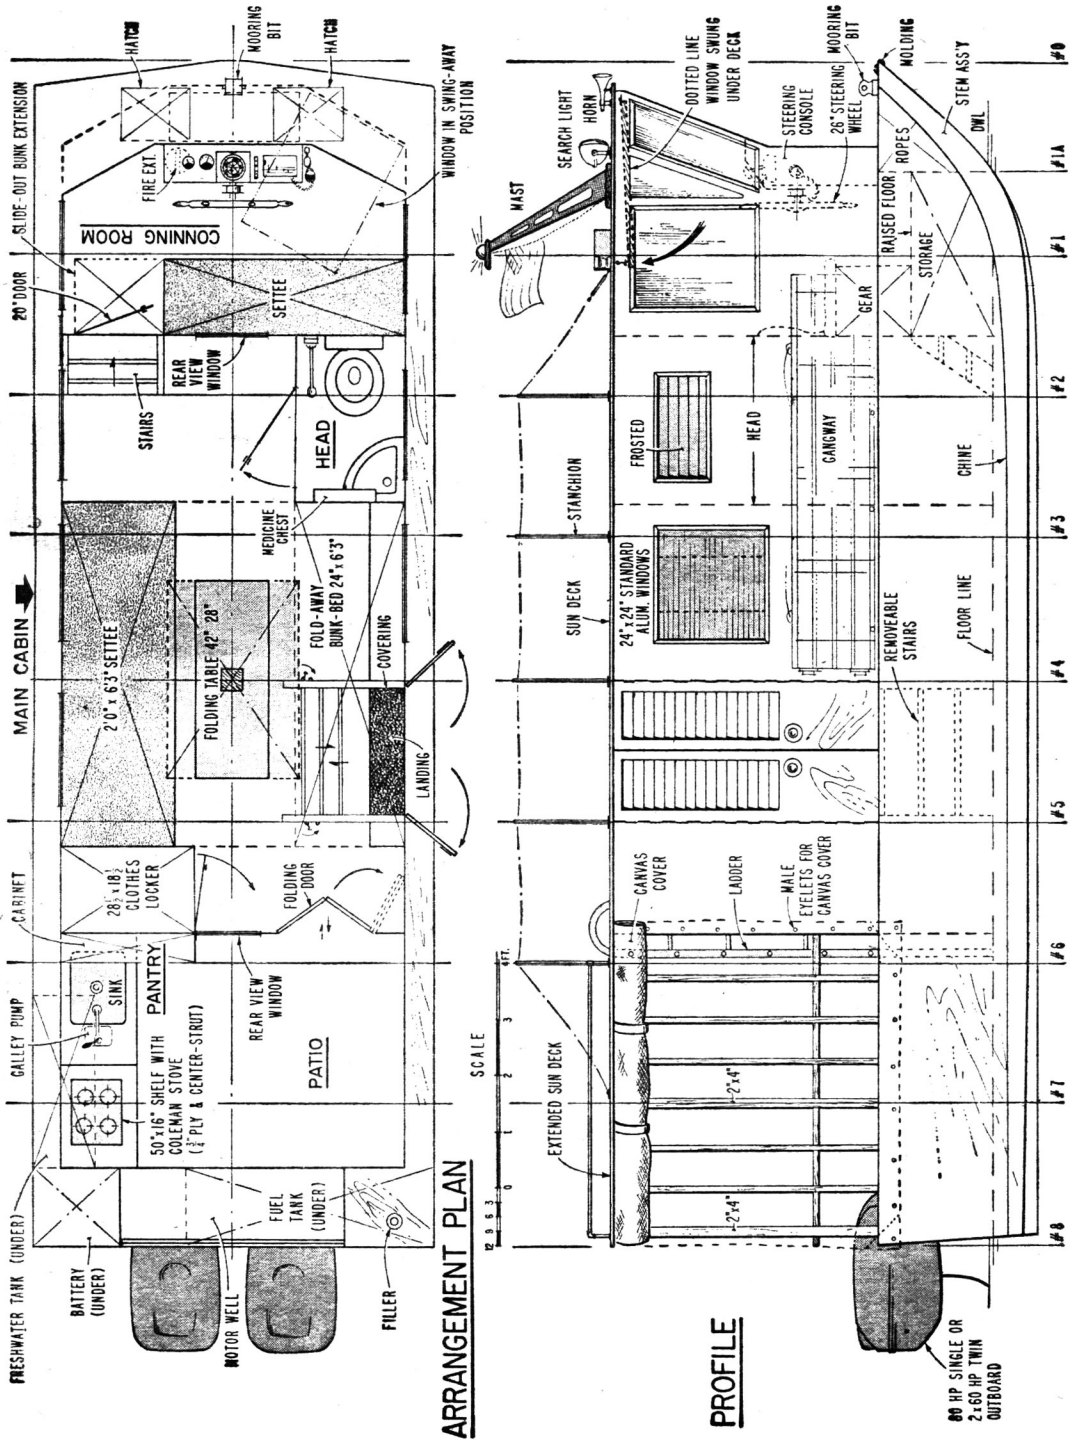 SLIDE-OUT BUNK EXTENSION
HATCH
MOORING
BIT
HATCH
WINDOW IN SWING-AWAY
POSITION
20" DOOR
FIRE EXT.
CONNING ROOM
SETTEE
REAR
VIEW
WINDOW
STAIRS
HEAD
MEDICINE
CHEST
MAIN CABIN
2'0" x 6'3" SETTEE
FOLDING TABLE 42" 28"
FOLD-AWAY
BUNK-BED 24" x 6'3"
COVERING
LANDING
CABINET
28½ x 18½
CLOTHES
LOCKER
FOLDING
DOOR
GALLEY PUMP
SINK
PANTRY
REAR VIEW
WINDOW
50"x16" SHELF WITH
COLEMAN STOVE
(¾" PLY & CENTER-STRUT)
PATIO
FRESHWATER TANK (UNDER)
BATTERY
(UNDER)
FUEL
TANK
(UNDER)
MOTOR WELL
FILLER
ARRANGEMENT PLAN
SCALE
12 9 6 3 0 1 2 3 4 FT.
MAST
SEARCH LIGHT
HORN
DOTTED LINE
WINDOW SWUNG
UNDER DECK
STEERING
CONSOLE
26" STEERING
WHEEL
MOORING
BIT
MOLDING
STEM ASS'Y
DWL
ROPES
RAISED FLOOR
STORAGE
GEAR
FROSTED
HEAD
GANGWAY
CHINE
STANCHION
SUN DECK
24"x24" STANDARD
ALUM. WINDOWS
REMOVEABLE
STAIRS
FLOOR LINE
CANVAS
COVER
LADDER
MALE
EYELETS FOR
CANVAS COVER
EXTENDED SUN DECK
2"x4"
2"x4"
80 HP SINGLE OR
2x60 HP TWIN
OUTBOARD
PROFILE
#8
#7
#6
#5
#4
#3
#2
#1
#1A
#0